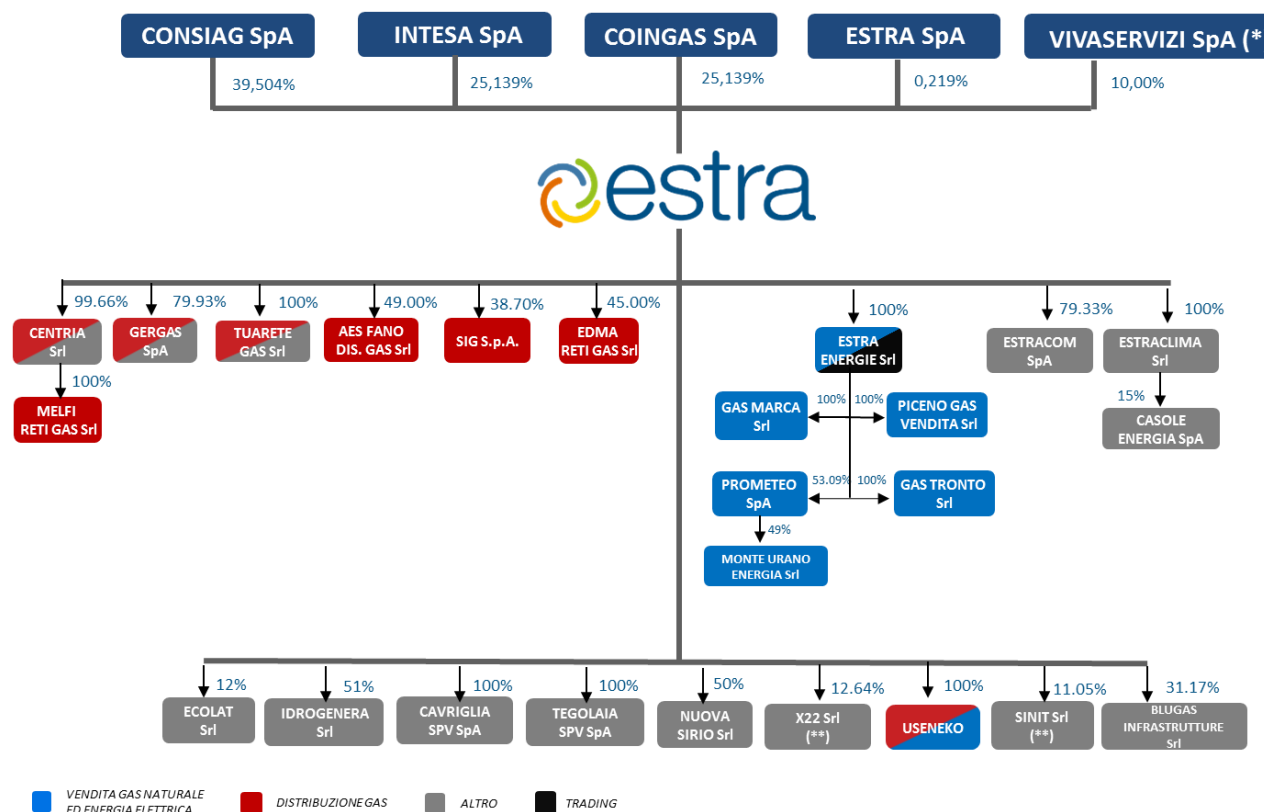 CONSIAG SpA
INTESA SpA
COINGAS SpA
ESTRA SpA
VIVASERVIZI SpA (*
39,504%
25,139%
25,139%
0,219%
10,00%
estra
99.66%
79.93%
100%
49.00%
38.70%
45.00%
100%
79.33%
100%
CENTRIA
Srl
GERGAS
SpA
TUARETE
GAS Srl
AES FANO
DIS. GAS Srl
SIG S.p.A.
EDMA
RETI GAS Srl
ESTRA
ENERGIE Srl
ESTRACOM
SpA
ESTRACLIMA
Srl
100%
MELFI
RETI GAS Srl
100%
100%
GAS MARCA
Srl
PICENO GAS
VENDITA Srl
15%
CASOLE
ENERGIA SpA
53.09%
100%
PROMETEO
SpA
GAS TRONTO
Srl
49%
MONTE URANO
ENERGIA Srl
12%
51%
100%
100%
50%
12.64%
100%
11.05%
31.17%
ECOLAT
Srl
IDROGENERA
Srl
CAVRIGLIA
SPV SpA
TEGOLAIA
SPV SpA
NUOVA
SIRIO Srl
X22 Srl
(**)
USENEKO
SINIT Srl
(**)
BLUGAS
INFRASTRUTTURE
Srl
VENDITA GAS NATURALE
ED ENERGIA ELETTRICA
DISTRIBUZIONE GAS
ALTRO
TRADING